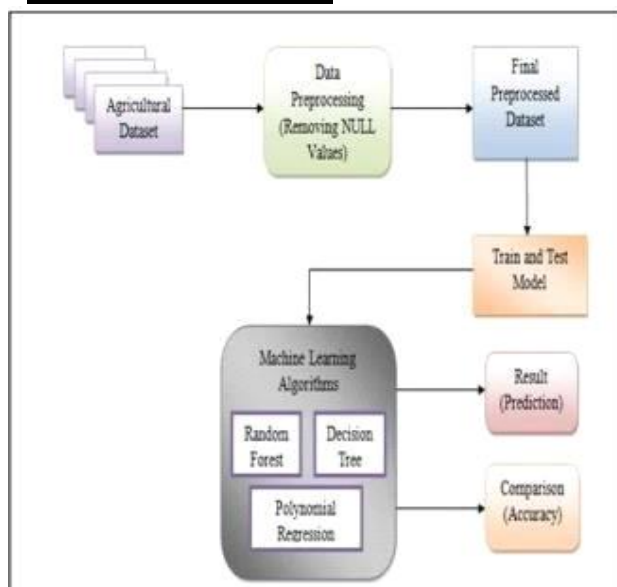 Agricultural
Dataset
Data
Preprocessing
(Removing NULL
Values)
Final
Preprocessed
Dataset
Train and Test
Model
Machine Learning
Algorithms
Random
Forest
Decision
Tree
Polynomial
Regression
Result
(Prediction)
Comparison
(Accuracy)